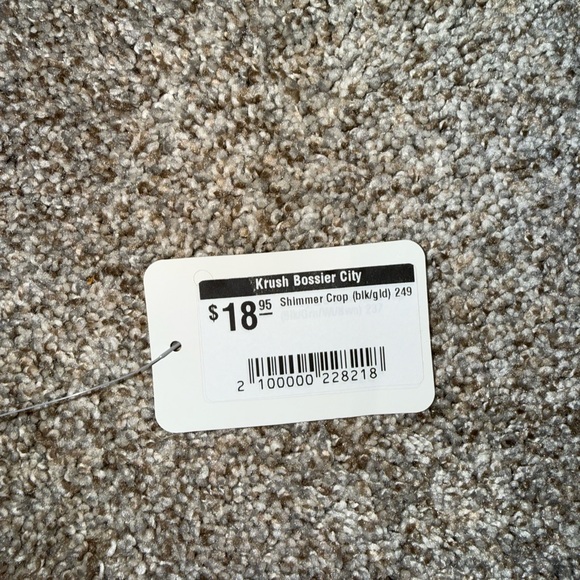 Krush Bossier City
$18.95 Shimmer Crop (blk/gld) 249
2 100000 228218